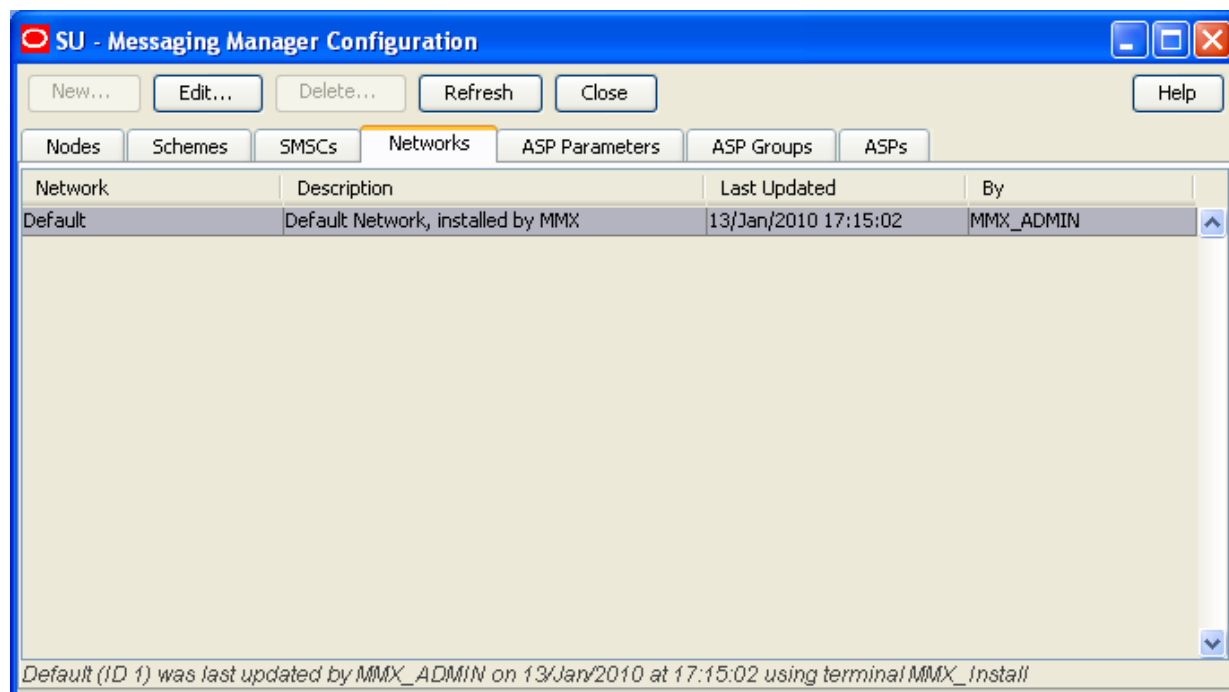 SU - Messaging Manager Configuration
New... Edit... Delete... Refresh Close Help
Nodes Schemes SMSCs Networks ASP Parameters ASP Groups ASPs
Network Description Last Updated By
Default Default Network, installed by MMX 13/Jan/2010 17:15:02 MMX_ADMIN
Default (ID 1) was last updated by MMX_ADMIN on 13/Jan/2010 at 17:15:02 using terminal MMX_Install